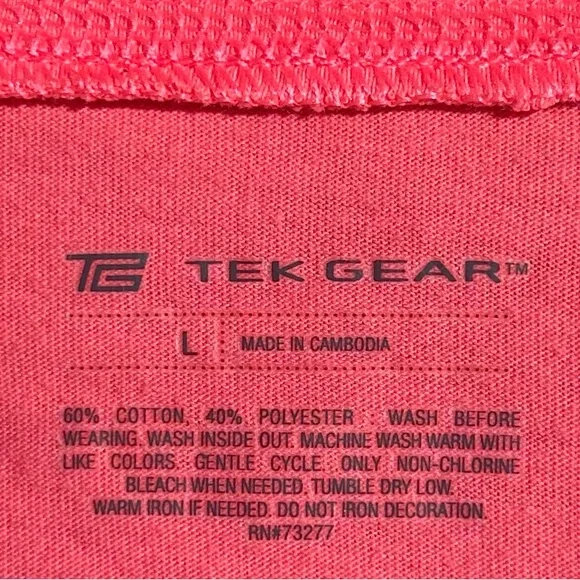 TG TEK GEAR™
L MADE IN CAMBODIA
60% COTTON, 40% POLYESTER WASH BEFORE
WEARING. WASH INSIDE OUT. MACHINE WASH WARM WITH
LIKE COLORS. GENTLE CYCLE. ONLY NON-CHLORINE
BLEACH WHEN NEEDED. TUMBLE DRY LOW.
WARM IRON IF NEEDED. DO NOT IRON DECORATION.
RN#73277